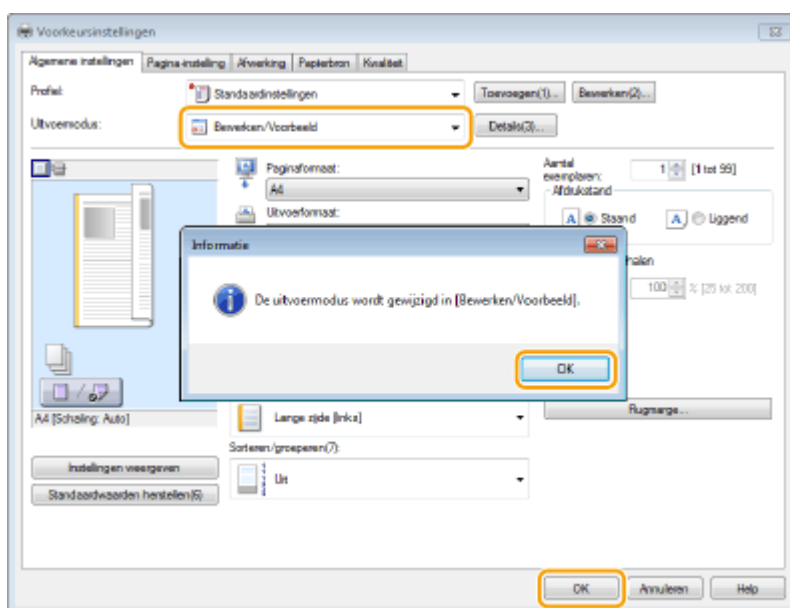 Voorkeursinstellingen
Algemene instellingen Pagina-instelling Afwerking Papierbron Kwaliteit
Profiel: Standaardinstellingen Toevoegen(1)... Bewerken(2)...
Uitvoermodus: Bewerken/Voorbeeld Details(3)...
Paginaformaat: Aantal exemplaren: 1 [1 tot 99]
A4 Afdrukstand
Uitvoerformaat: A Staand A Liggend
Informatie
halen
100 % [25 tot 200]
De uitvoermodus wordt gewijzigd in [Bewerken/Voorbeeld].
OK
A4 [Schaling: Auto] Lange zijde [links] Rugmarge...
Sorteren/groeperen(7):
Instellingen weergeven Uit
Standaardwaarden herstellen(6)
OK Annuleren Help